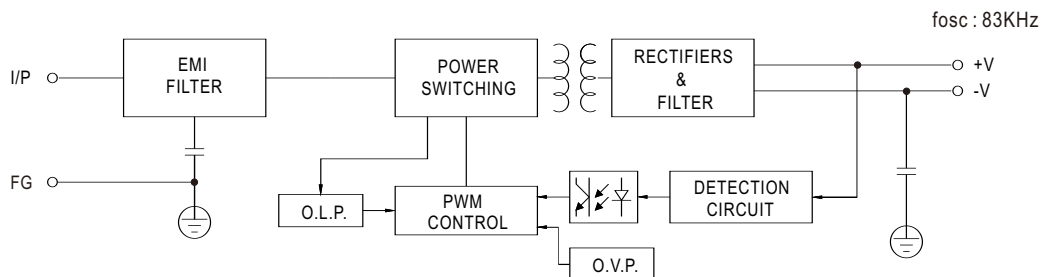 fosc : 83KHz
I/P
EMI
FILTER
POWER
SWITCHING
RECTIFIERS
&
FILTER
+V
-V
FG
O.L.P.
PWM
CONTROL
DETECTION
CIRCUIT
O.V.P.